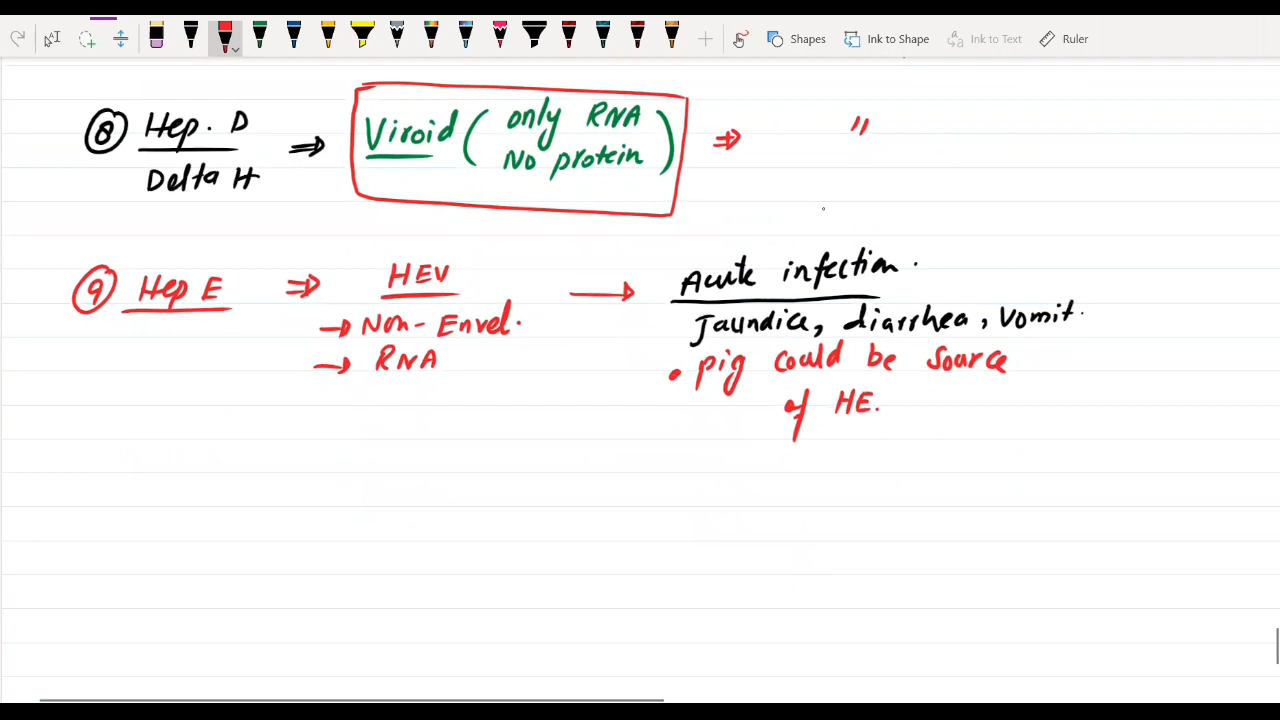 Shapes Ink to Shape Ink to Text Ruler
⑧ Hep. D ⇒ Viroid ( only RNA No protein ) ⇒ "
Delta H
⑨ Hep E ⇒ HEV → Acute infection.
→ Non-Envel. Jaundice, diarrhea, vomit.
→ RNA • pig could be source
of HE.